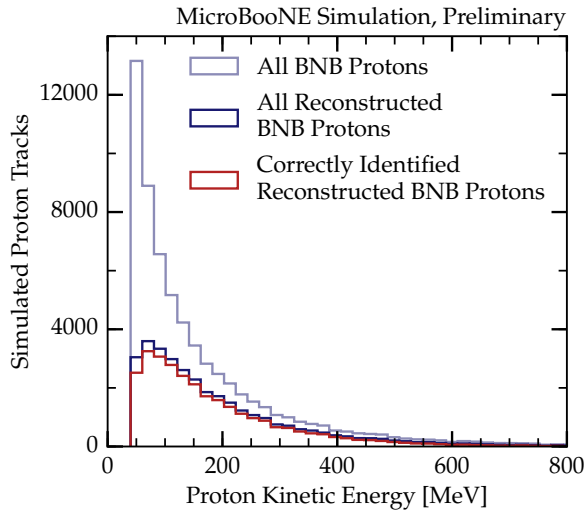 MicroBooNE Simulation, Preliminary
All BNB Protons
All Reconstructed
BNB Protons
Correctly Identified
Reconstructed BNB Protons
Simulated Proton Tracks
12000
8000
4000
0
0
200
400
600
800
Proton Kinetic Energy [MeV]